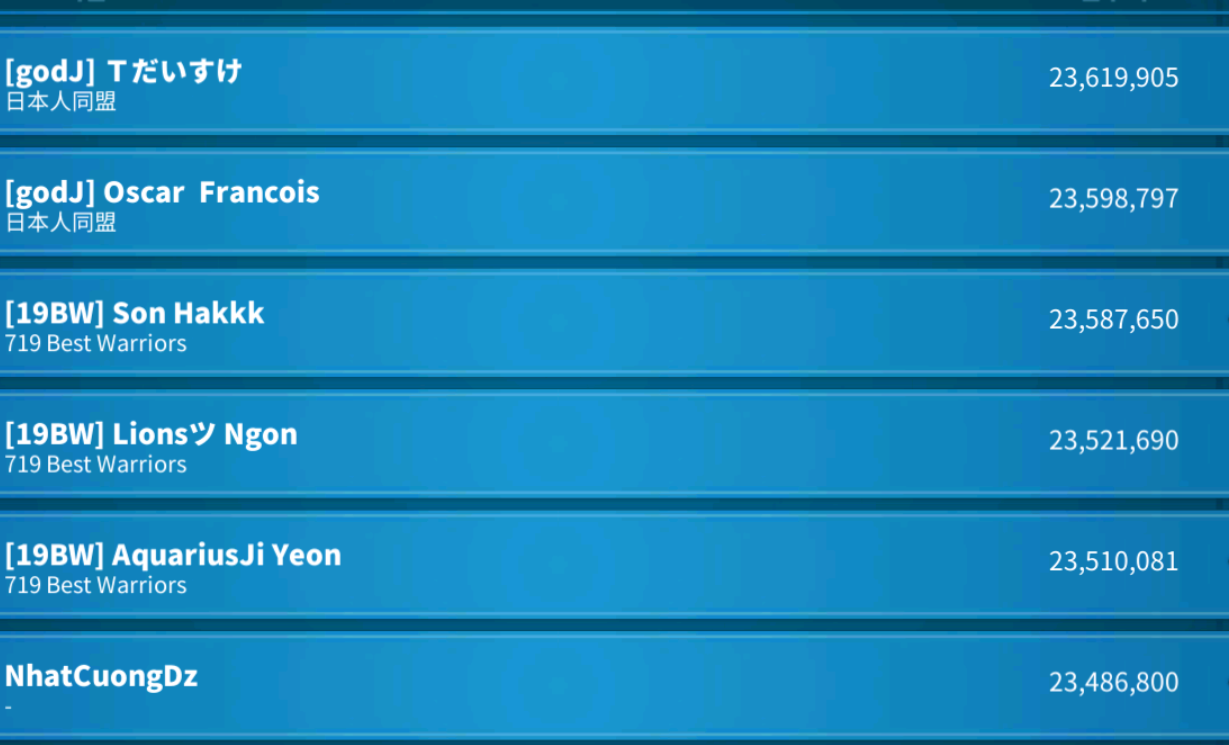 [godJ] Tだいすけ
23,619,905
日本人同盟
[godJ] Oscar  Francois
23,598,797
日本人同盟
[19BW] Son Hakkk
23,587,650
719 Best Warriors
[19BW] Lionsツ Ngon
23,521,690
719 Best Warriors
[19BW] AquariusJi Yeon
23,510,081
719 Best Warriors
NhatCuongDz
23,486,800
-